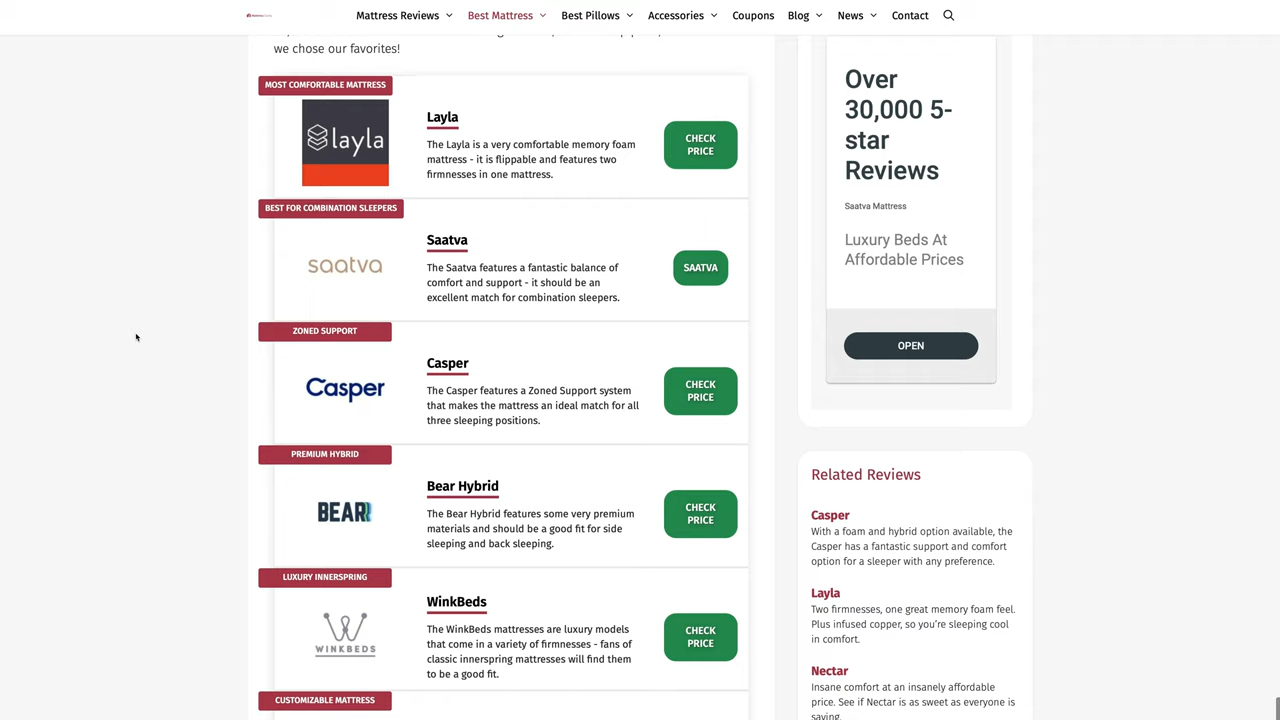 Mattress Reviews Best Mattress Best Pillows Accessories Coupons Blog News Contact
we chose our favorites!
MOST COMFORTABLE MATTRESS
layla
Layla
The Layla is a very comfortable memory foam
mattress - it is flippable and features two
firmnesses in one mattress.
CHECK
PRICE
BEST FOR COMBINATION SLEEPERS
saatva
Saatva
The Saatva features a fantastic balance of
comfort and support - it should be an
excellent match for combination sleepers.
SAATVA
ZONED SUPPORT
Casper
Casper
The Casper features a Zoned Support system
that makes the mattress an ideal match for all
three sleeping positions.
CHECK
PRICE
PREMIUM HYBRID
BEAR
Bear Hybrid
The Bear Hybrid features some very premium
materials and should be a good fit for side
sleeping and back sleeping.
CHECK
PRICE
LUXURY INNERSPRING
WINKBEDS
WinkBeds
The WinkBeds mattresses are luxury models
that come in a variety of firmnesses - fans of
classic innerspring mattresses will find them
to be a good fit.
CHECK
PRICE
CUSTOMIZABLE MATTRESS
Over
30,000 5-
star
Reviews
Saatva Mattress
Luxury Beds At
Affordable Prices
OPEN
Related Reviews
Casper
With a foam and hybrid option available, the
Casper has a fantastic support and comfort
option for a sleeper with any preference.
Layla
Two firmnesses, one great memory foam feel.
Plus infused copper, so you're sleeping cool
in comfort.
Nectar
Insane comfort at an insanely affordable
price. See if Nectar is as sweet as everyone is
saying.